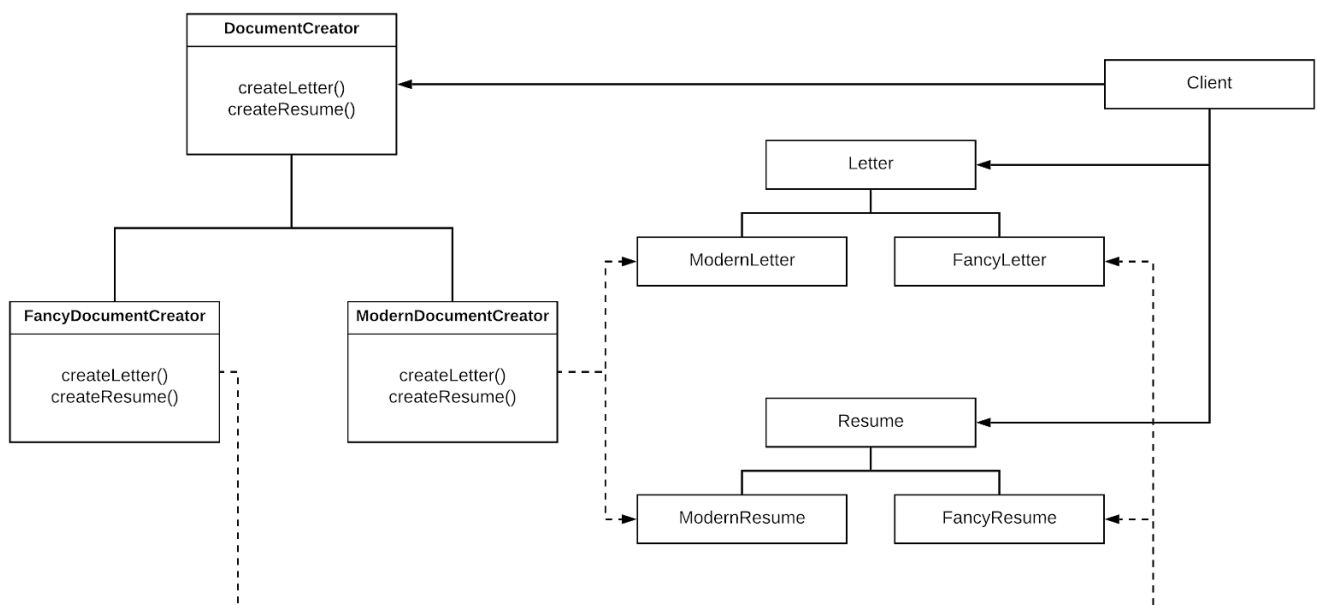 DocumentCreator
createLetter()
createResume()
Client
Letter
ModernLetter
FancyLetter
FancyDocumentCreator
createLetter()
createResume()
ModernDocumentCreator
createLetter()
createResume()
Resume
ModernResume
FancyResume